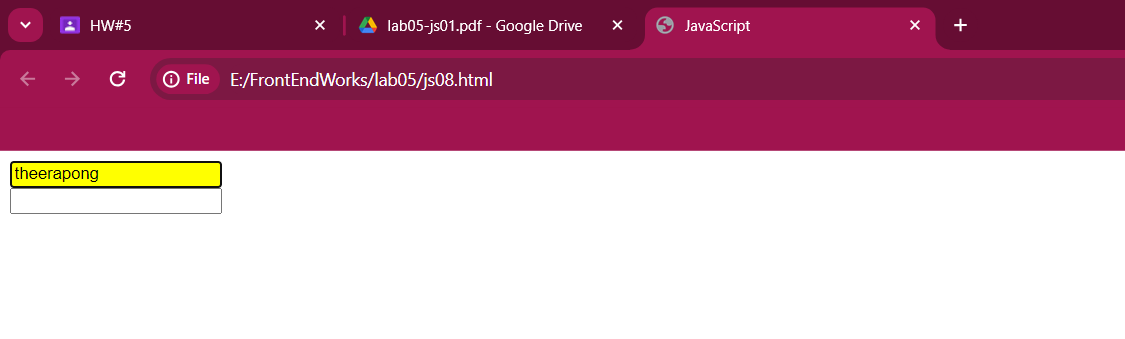 HW#5
lab05-js01.pdf - Google Drive
JavaScript
File
E:/FrontEndWorks/lab05/js08.html
theerapong